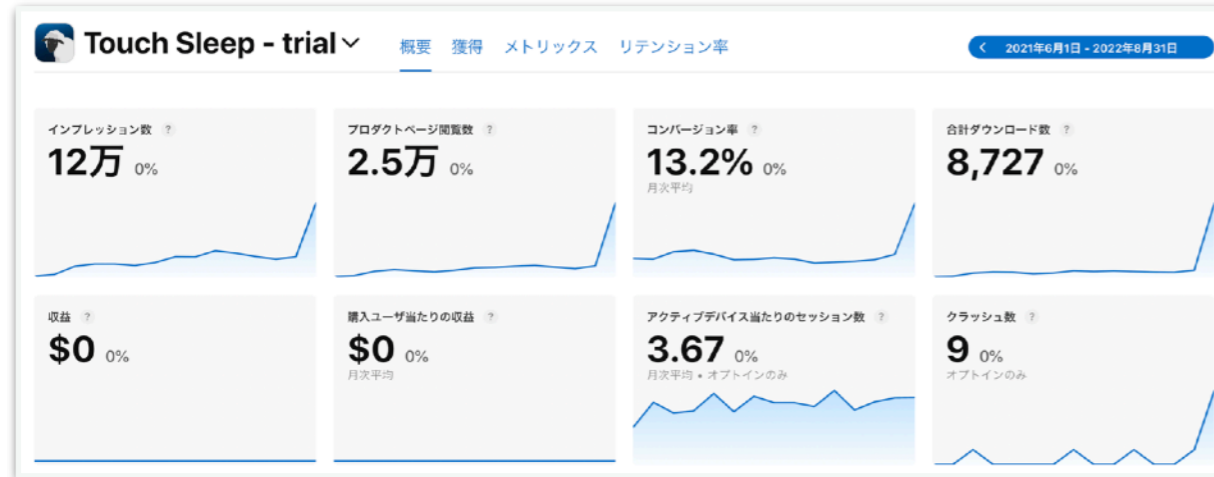 Touch Sleep - trial 概要 獲得 メトリックス リテンション率 2021年6月1日 - 2022年8月31日
インプレッション数 ? プロダクトページ閲覧数 ? コンバージョン率 ? 合計ダウンロード数 ?
12万 0% 2.5万 0% 13.2% 0% 8,727 0%
月次平均
収益 ? 購入ユーザ当たりの収益 ? アクティブデバイス当たりのセッション数 ? クラッシュ数 ?
$0 0% $0 0% 3.67 0% 9 0%
月次平均 月次平均 • オプトインのみ オプトインのみ